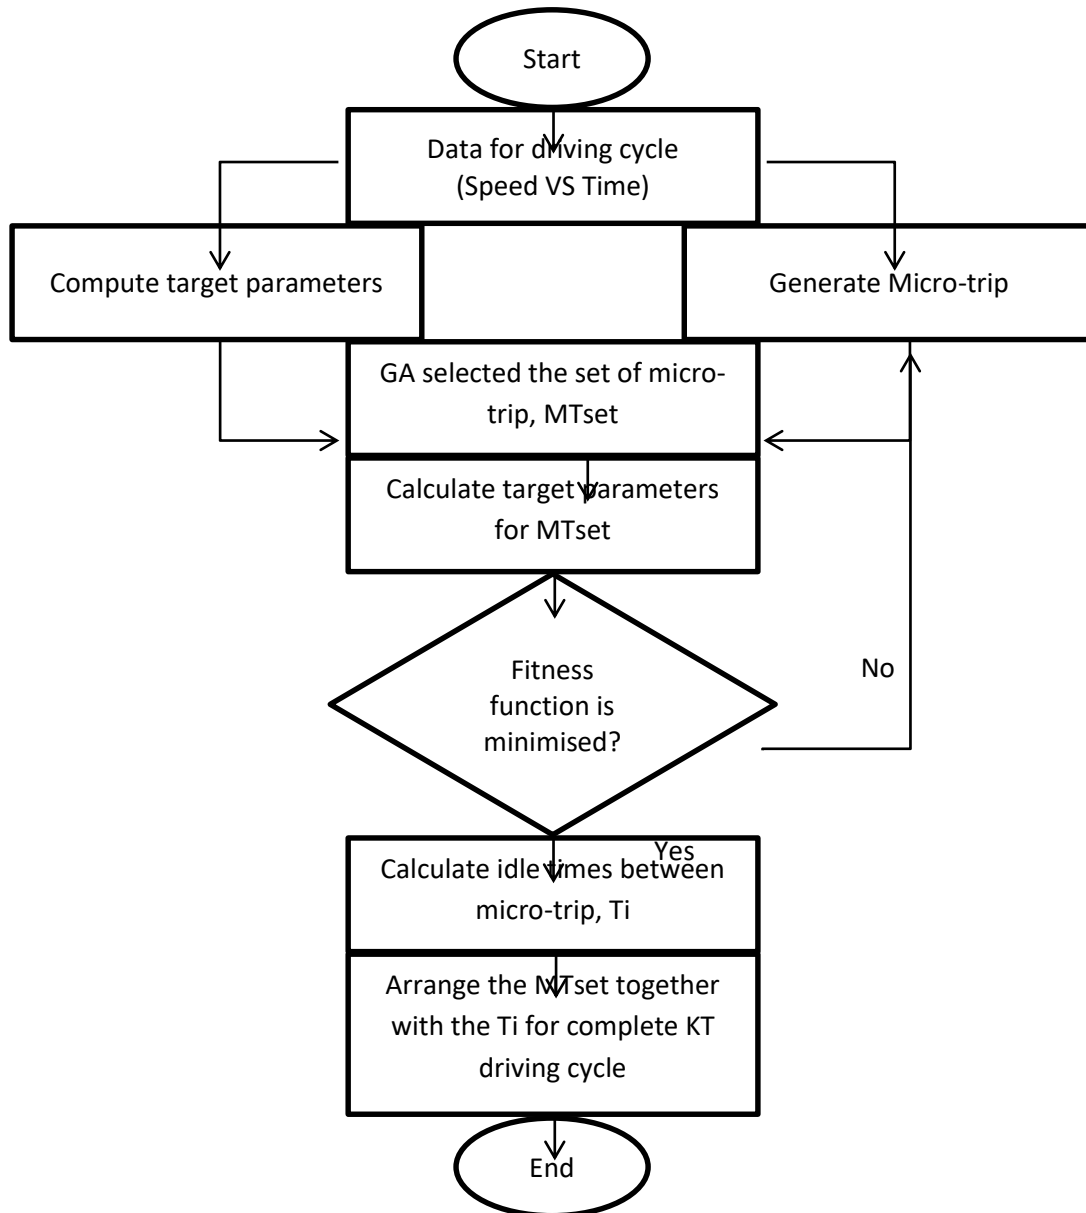 Start
Data for driving cycle
(Speed VS Time)
Compute target parameters
Generate Micro-trip
GA selected the set of micro-
trip, MTset
Calculate target parameters
for MTset
Fitness
function is
minimised?
No
Yes
Calculate idle times between
micro-trip, Ti
Arrange the MTset together
with the Ti for complete KT
driving cycle
End